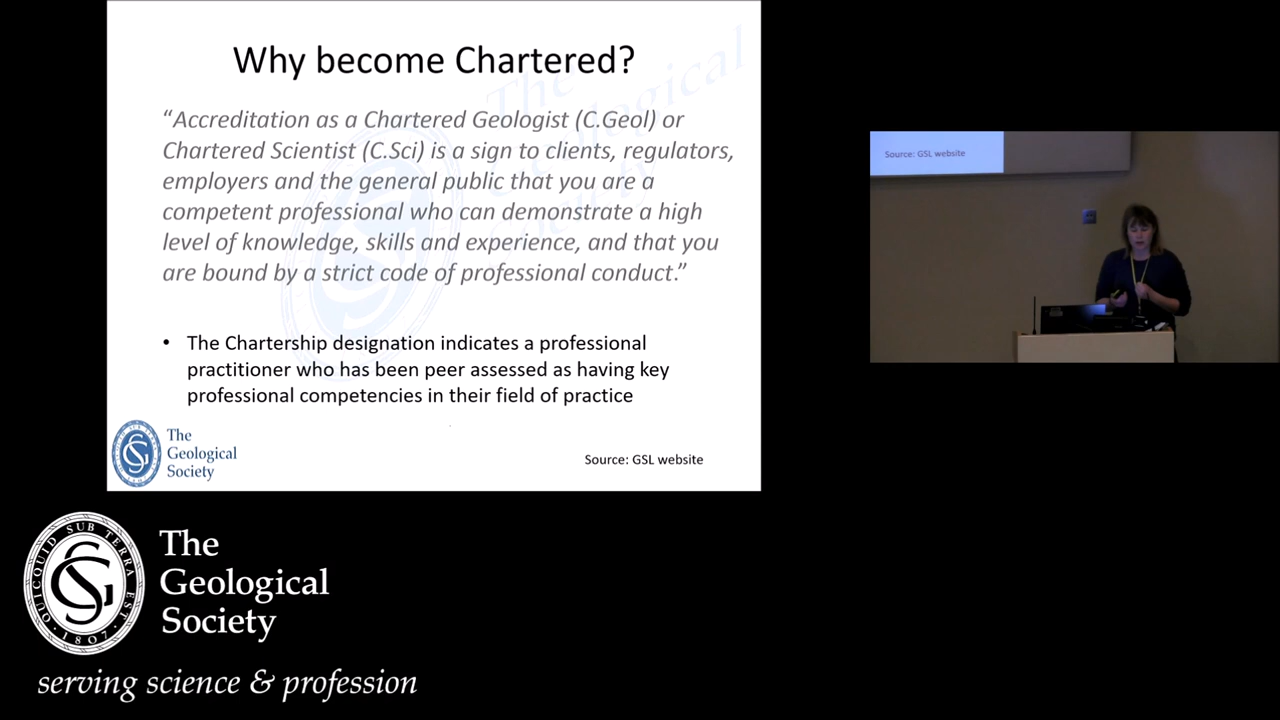 Why become Chartered?
“Accreditation as a Chartered Geologist (C.Geol) or
Chartered Scientist (C.Sci) is a sign to clients, regulators,
employers and the general public that you are a
competent professional who can demonstrate a high
level of knowledge, skills and experience, and that you
are bound by a strict code of professional conduct.”
• The Chartership designation indicates a professional
practitioner who has been peer assessed as having key
professional competencies in their field of practice
The
Geological
Society
Source: GSL website
Source: GSL website
The
Geological
Society
QUICQUID SUB TERRA EST
· 1807 ·
The
Geological
Society
serving science & profession